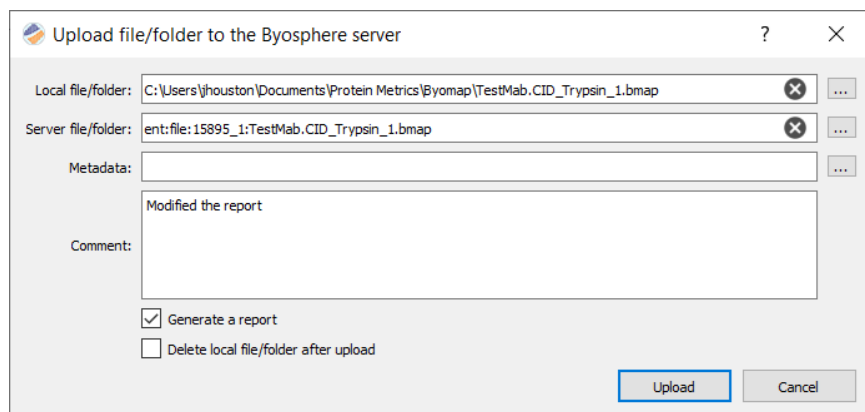 Upload file/folder to the Byosphere server
Local file/folder: C:\Users\jhouston\Documents\Protein Metrics\Byomap\TestMab.CID_Trypsin_1.bmap ...
Server file/folder: ent:file:15895_1:TestMab.CID_Trypsin_1.bmap ...
Metadata: ...
Modified the report
Comment:
Generate a report
Delete local file/folder after upload
Upload Cancel